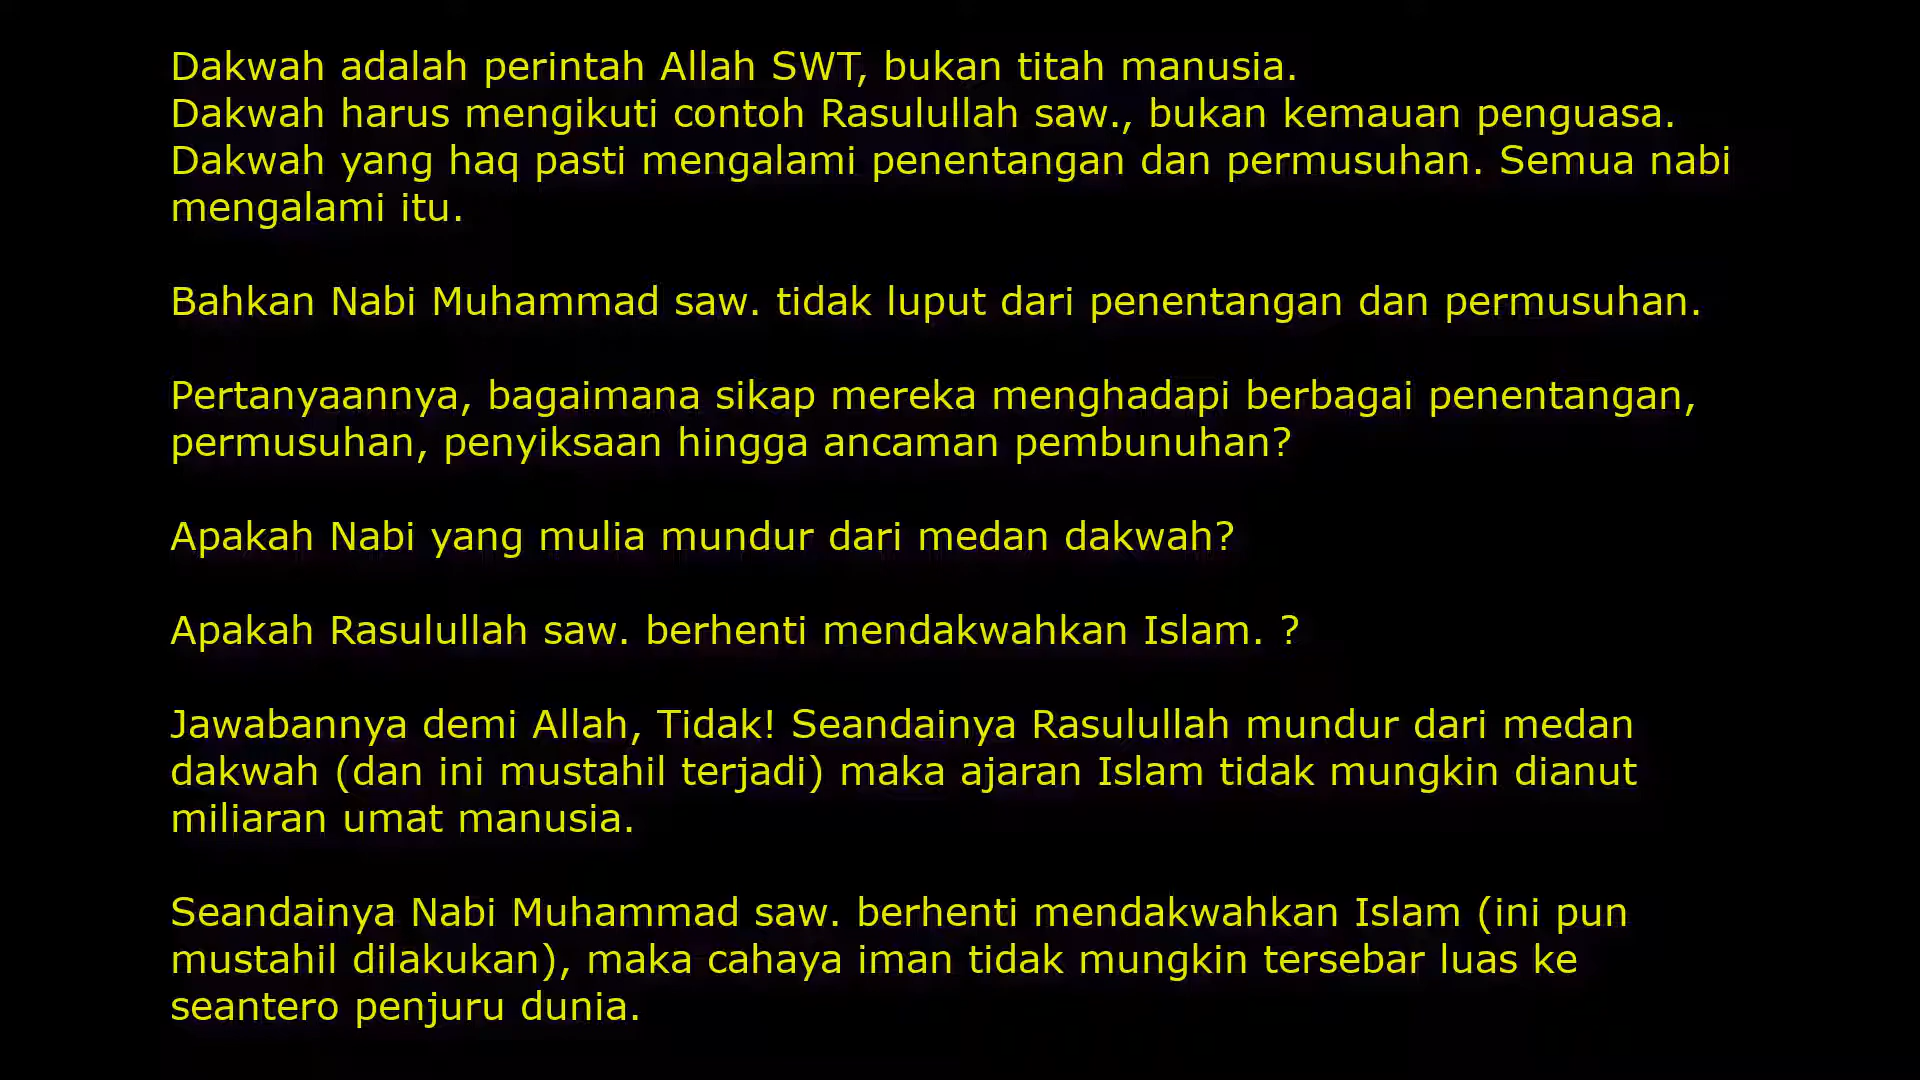 Dakwah adalah perintah Allah SWT, bukan titah manusia.
Dakwah harus mengikuti contoh Rasulullah saw., bukan kemauan penguasa.
Dakwah yang haq pasti mengalami penentangan dan permusuhan. Semua nabi
mengalami itu.
Bahkan Nabi Muhammad saw. tidak luput dari penentangan dan permusuhan.
Pertanyaannya, bagaimana sikap mereka menghadapi berbagai penentangan,
permusuhan, penyiksaan hingga ancaman pembunuhan?
Apakah Nabi yang mulia mundur dari medan dakwah?
Apakah Rasulullah saw. berhenti mendakwahkan Islam. ?
Jawabannya demi Allah, Tidak! Seandainya Rasulullah mundur dari medan
dakwah (dan ini mustahil terjadi) maka ajaran Islam tidak mungkin dianut
miliaran umat manusia.
Seandainya Nabi Muhammad saw. berhenti mendakwahkan Islam (ini pun
mustahil dilakukan), maka cahaya iman tidak mungkin tersebar luas ke
seantero penjuru dunia.